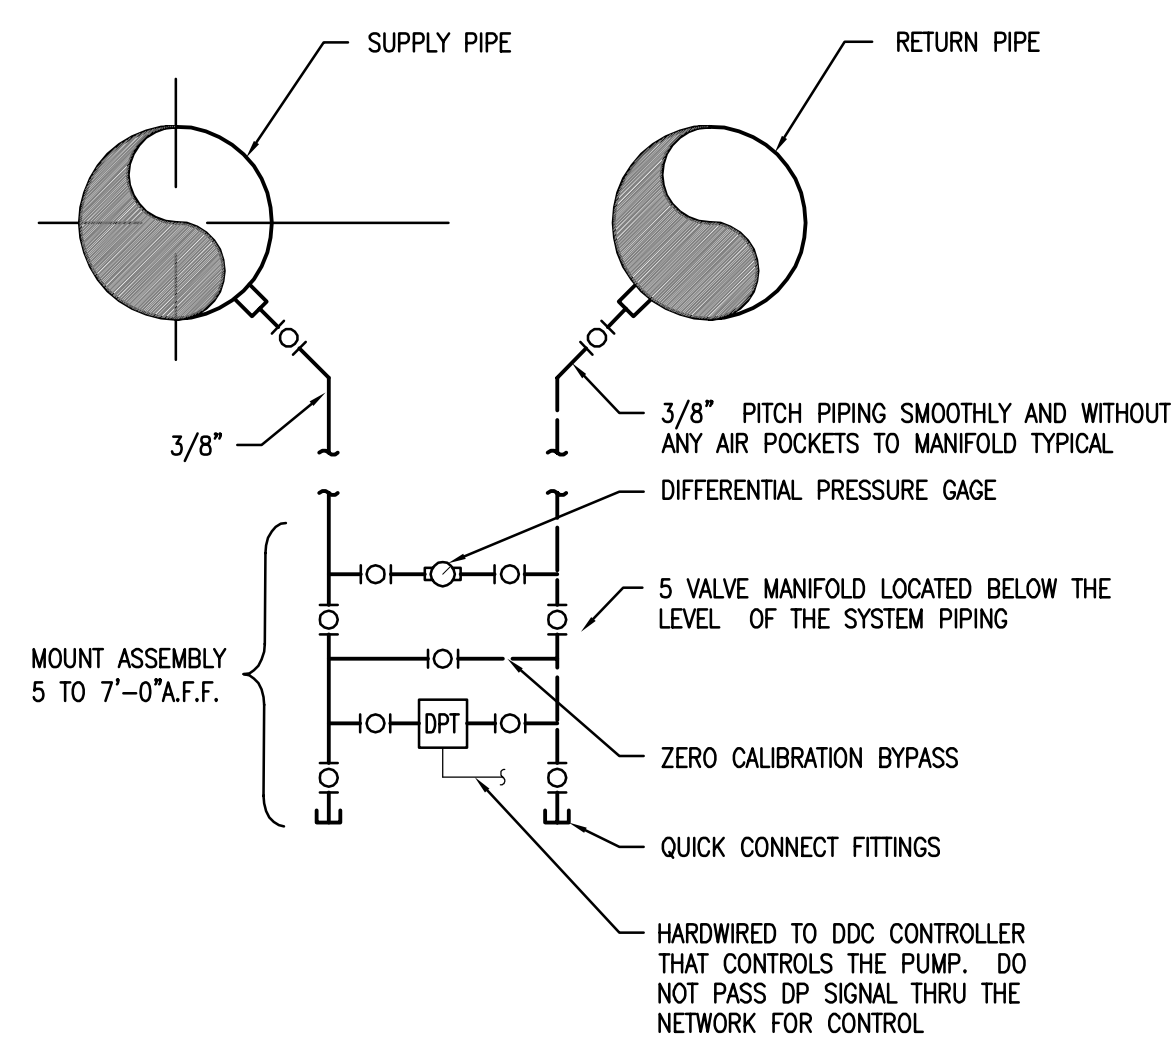 SUPPLY PIPE
RETURN PIPE
3/8"
3/8" PITCH PIPING SMOOTHLY AND WITHOUT
ANY AIR POCKETS TO MANIFOLD TYPICAL
DIFFERENTIAL PRESSURE GAGE
5 VALVE MANIFOLD LOCATED BELOW THE
LEVEL OF THE SYSTEM PIPING
MOUNT ASSEMBLY
5 TO 7'-0"A.F.F.
DPT
ZERO CALIBRATION BYPASS
QUICK CONNECT FITTINGS
HARDWIRED TO DDC CONTROLLER
THAT CONTROLS THE PUMP. DO
NOT PASS DP SIGNAL THRU THE
NETWORK FOR CONTROL